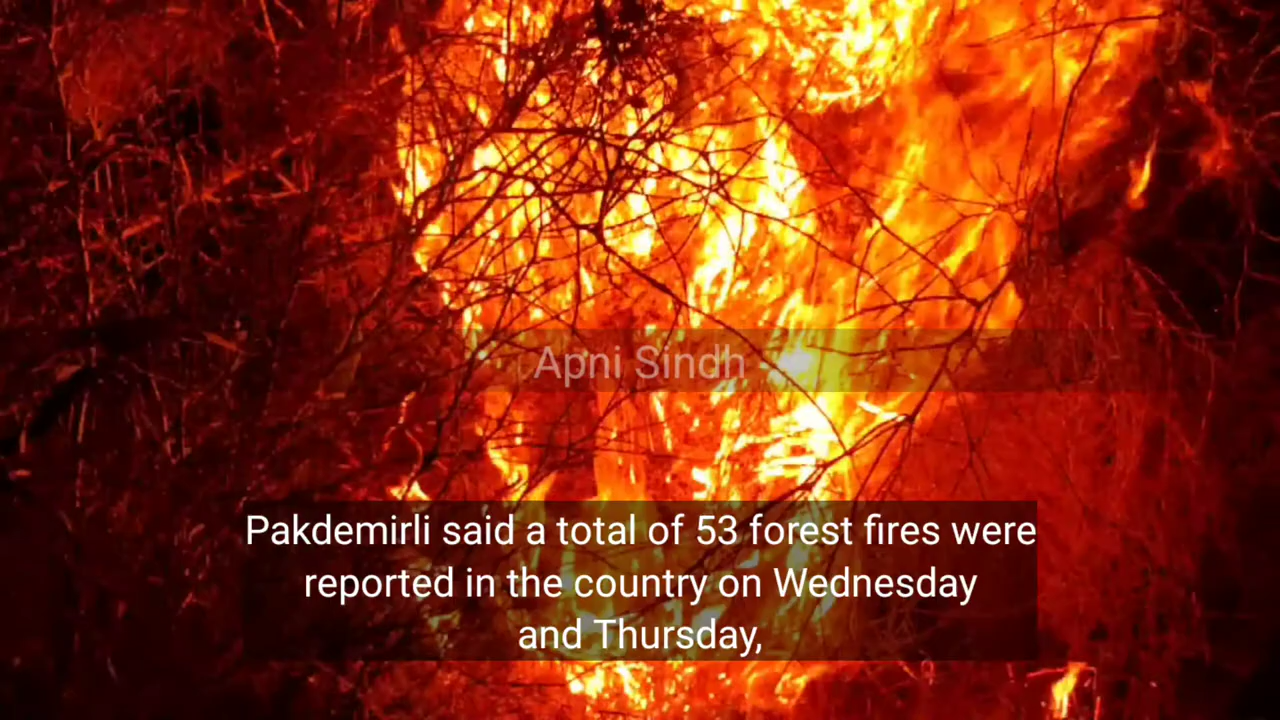 Apni Sindh
Pakdemirli said a total of 53 forest fires were
reported in the country on Wednesday
and Thursday,